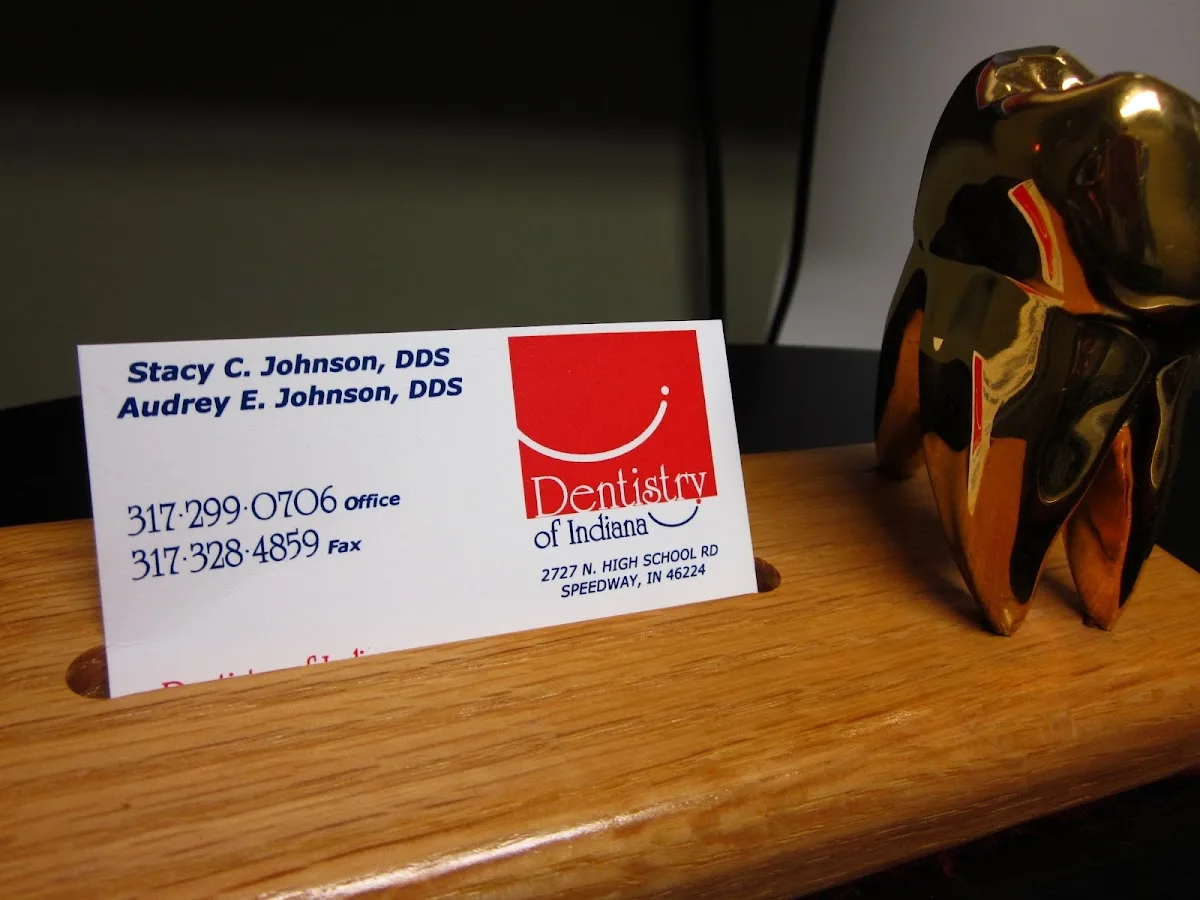 Stacy C. Johnson, DDS
Audrey E. Johnson, DDS
317·299·0706 Office
317·328·4859 Fax
Dentistry
of Indiana
2727 N. HIGH SCHOOL RD
SPEEDWAY, IN 46224